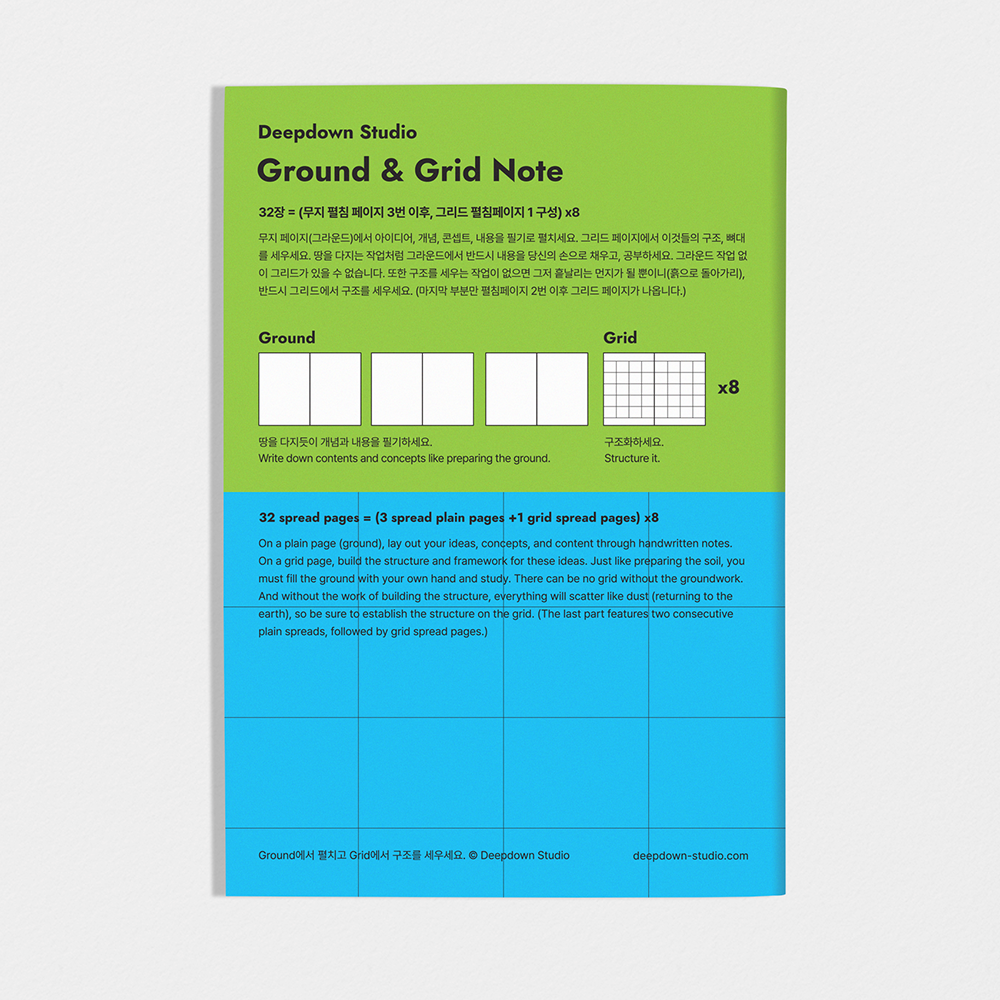 Deepdown Studio
Ground & Grid Note
32장 = (무지 펼침 페이지 3번 이후, 그리드 펼침페이지 1 구성) x8
무지 페이지(그라운드)에서 아이디어, 개념, 콘셉트, 내용을 필기로 펼치세요. 그리드 페이지에서 이것들의 구조, 뼈대
를 세우세요. 땅을 다지는 작업처럼 그라운드에서 반드시 내용을 당신의 손으로 채우고, 공부하세요. 그라운드 작업 없
이 그리드가 있을 수 없습니다. 또한 구조를 세우는 작업이 없으면 그저 흩날리는 먼지가 될 뿐이니(흙으로 돌아가리),
반드시 그리드에서 구조를 세우세요. (마지막 부분만 펼침페이지 2번 이후 그리드 페이지가 나옵니다.)
Ground
Grid
x8
땅을 다지듯이 개념과 내용을 필기하세요.
Write down contents and concepts like preparing the ground.
구조화하세요.
Structure it.
32 spread pages = (3 spread plain pages +1 grid spread pages) x8
On a plain page (ground), lay out your ideas, concepts, and content through handwritten notes.
On a grid page, build the structure and framework for these ideas. Just like preparing the soil, you
must fill the ground with your own hand and study. There can be no grid without the groundwork.
And without the work of building the structure, everything will scatter like dust (returning to the
earth), so be sure to establish the structure on the grid. (The last part features two consecutive
plain spreads, followed by grid spread pages.)
Ground에서 펼치고 Grid에서 구조를 세우세요. © Deepdown Studio
deepdown-studio.com